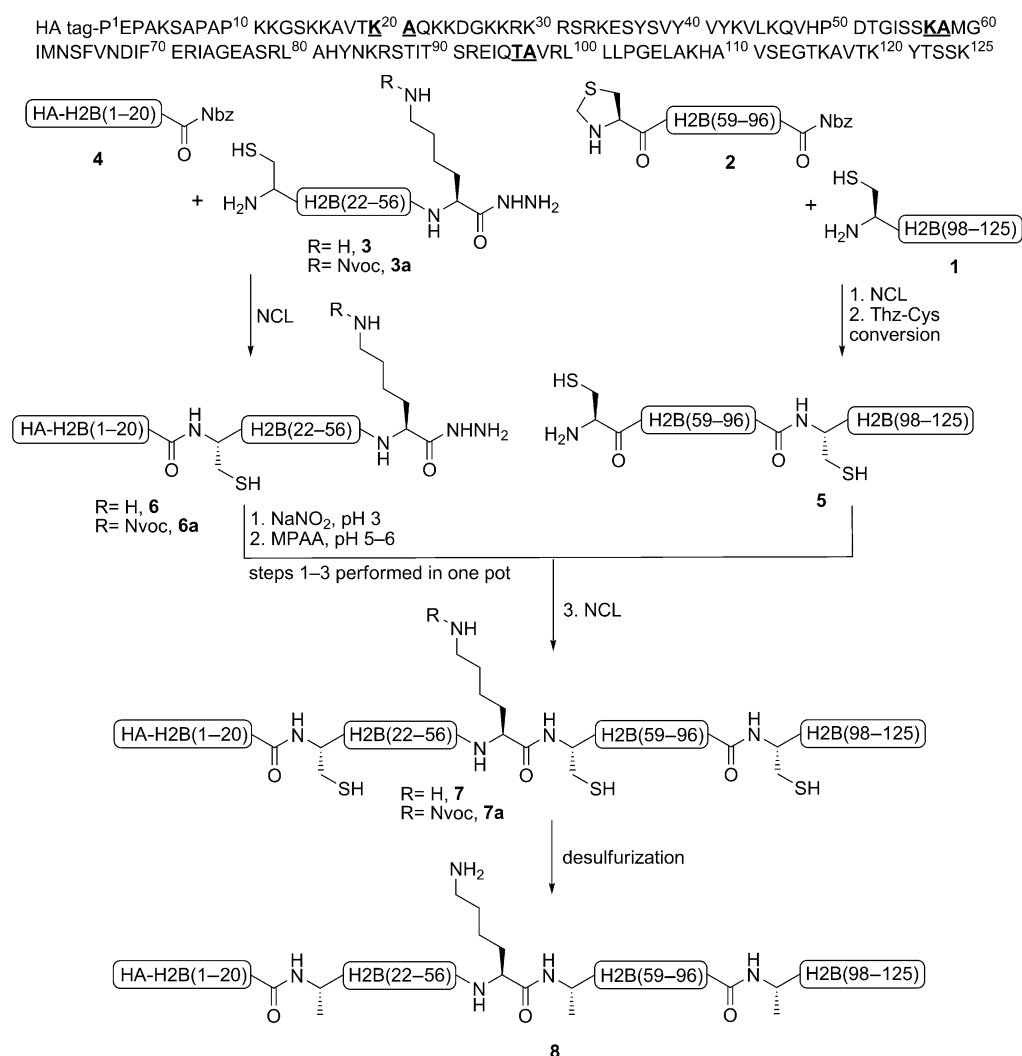 HA tag-P¹EPAKSAPAP¹⁰ KKGSKKAVTK²⁰ AQKKDGKKRK³⁰ RSRKESYSVY⁴⁰ VYKVLKQVHP⁵⁰ DTGISSKAMG⁶⁰
IMNSFVNDIF⁷⁰ ERIAGEASRL⁸⁰ AHYNKRSTIT⁹⁰ SREIQTAVRL¹⁰⁰ LLPGELAKHA¹¹⁰ VSEGTKAVTK¹²⁰ YTSSK¹²⁵
HA-H2B(1–20)
Nbz
O
4
+
HS
H₂N
H2B(22–56)
N
H
R
NH
NHNH₂
O
R= H, 3
R= Nvoc, 3a
S
HN
O
H2B(59–96)
Nbz
O
2
+
HS
H₂N
H2B(98–125)
1
NCL
1. NCL
2. Thz-Cys
conversion
R
NH
HA-H2B(1–20)
O
H
N
SH
H2B(22–56)
N
H
NHNH₂
O
R= H, 6
R= Nvoc, 6a
HS
H₂N
O
H2B(59–96)
O
H
N
SH
H2B(98–125)
5
1. NaNO₂, pH 3
2. MPAA, pH 5–6
steps 1–3 performed in one pot
3. NCL
R
NH
HA-H2B(1–20)
O
H
N
SH
H2B(22–56)
N
H
O
H
N
SH
H2B(59–96)
O
H
N
SH
H2B(98–125)
R= H, 7
R= Nvoc, 7a
desulfurization
NH₂
HA-H2B(1–20)
O
H
N
H2B(22–56)
N
H
O
H
N
H2B(59–96)
O
H
N
H2B(98–125)
8